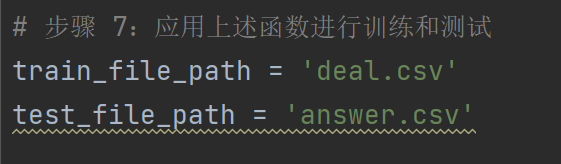 # 步骤 7：应用上述函数进行训练和测试
train_file_path = 'deal.csv'
test_file_path = 'answer.csv'